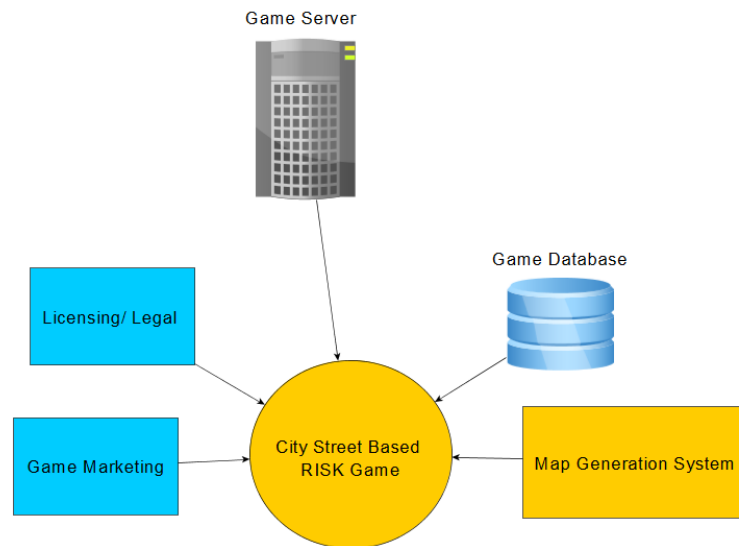 Game Server
Game Database
Licensing/ Legal
Game Marketing
City Street Based
RISK Game
Map Generation System